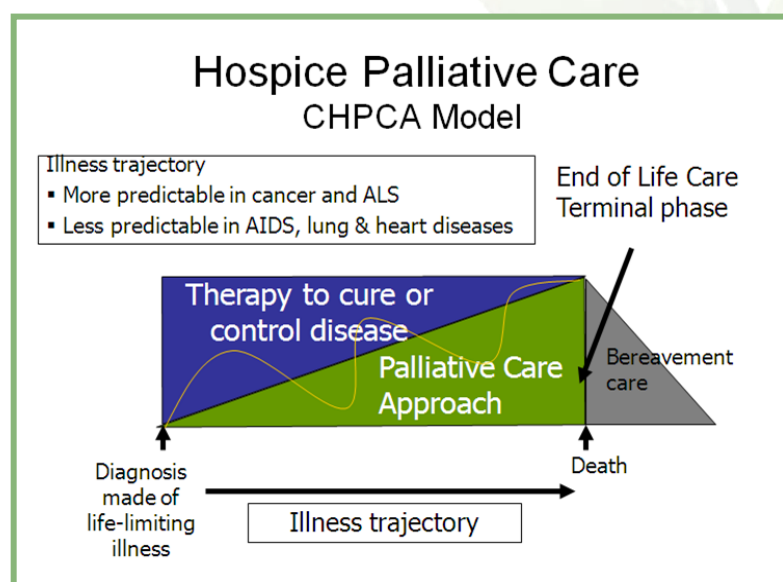 Hospice Palliative Care
CHPCA Model
Illness trajectory
▪ More predictable in cancer and ALS
▪ Less predictable in AIDS, lung & heart diseases
End of Life Care
Terminal phase
Therapy to cure or
control disease
Palliative Care
Approach
Bereavement
care
Diagnosis
made of
life-limiting
illness
Death
Illness trajectory